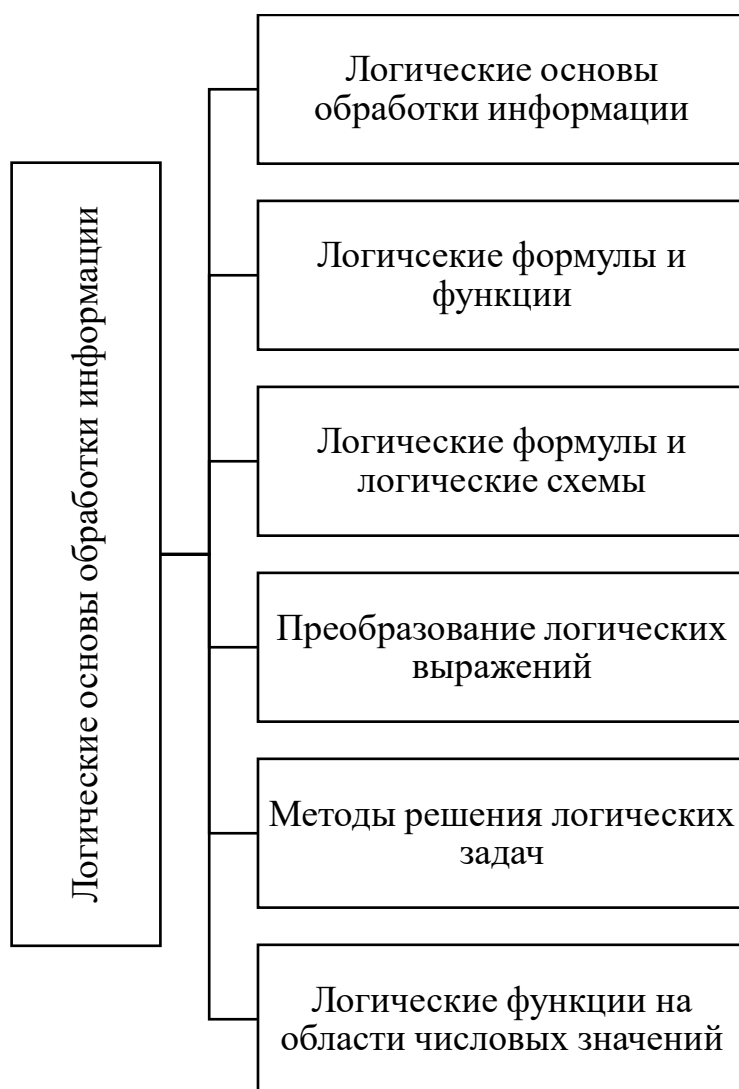 Логические основы обработки информации
Логические основы
обработки информации
Логичсекие формулы и
функции
Логические формулы и
логические схемы
Преобразование логических
выражений
Методы решения логических
задач
Логические функции на
области числовых значений